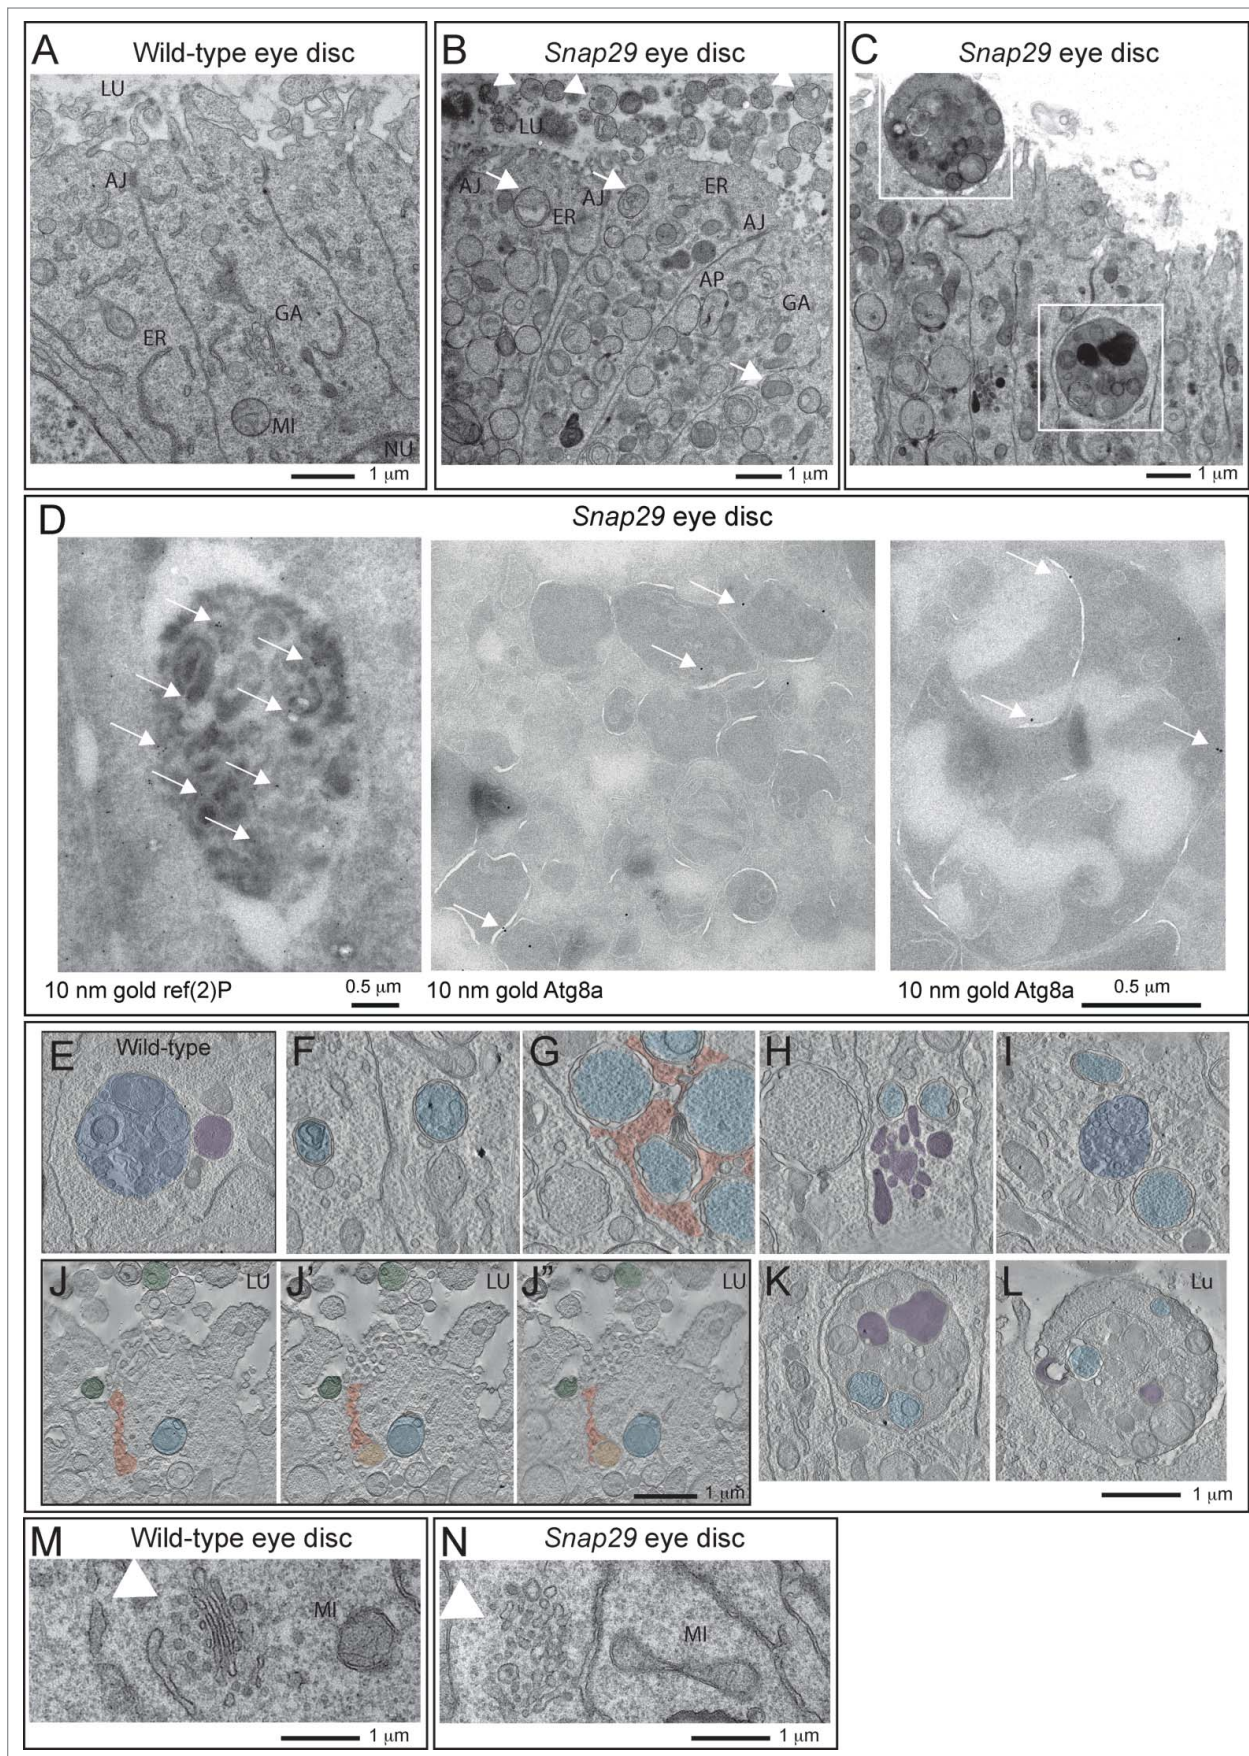 A Wild-type eye disc
LU
AJ
GA
ER
MI
NU
1 µm
B Snap29 eye disc
LU
AJ
AJ
ER
ER
AJ
AP
GA
1 µm
C Snap29 eye disc
1 µm
D Snap29 eye disc
10 nm gold ref(2)P 0.5 µm
10 nm gold Atg8a
10 nm gold Atg8a 0.5 µm
E Wild-type
F
G
H
I
J LU
J' LU
J" LU
1 µm
K
L Lu
1 µm
M Wild-type eye disc
MI
1 µm
N Snap29 eye disc
MI
1 µm